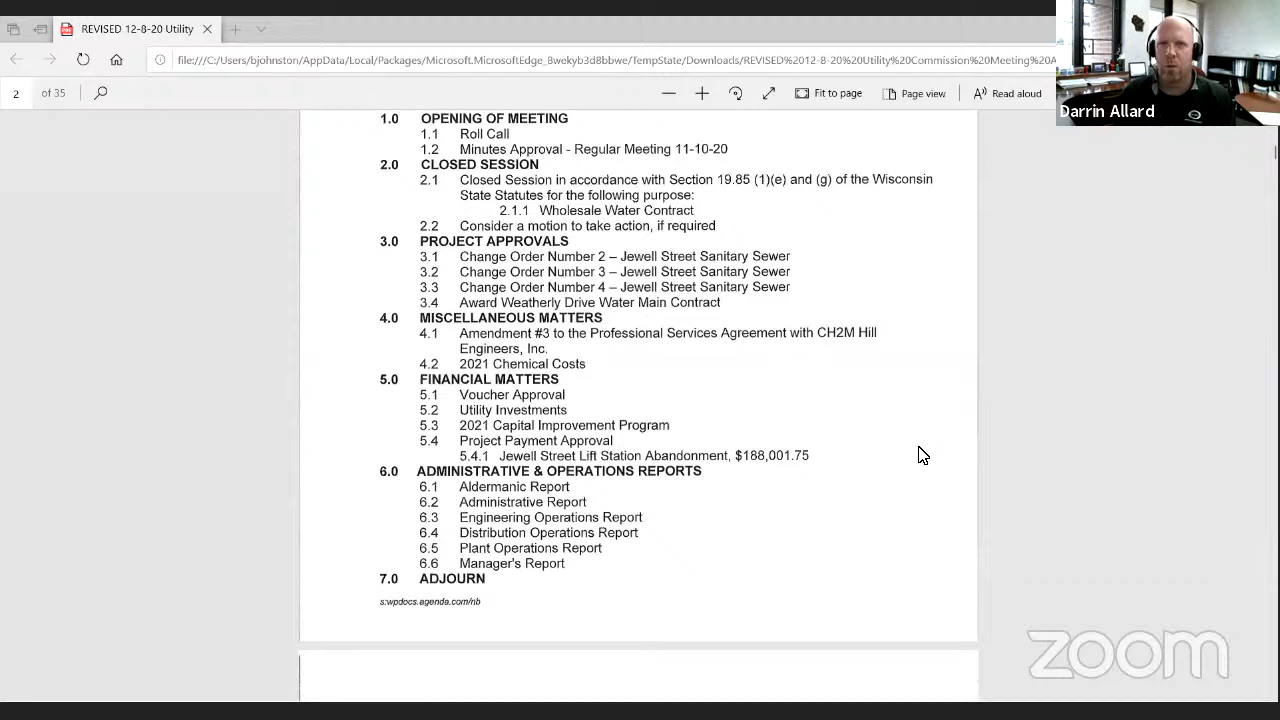 REVISED 12-8-20 Utility
file:///C:/Users/bjohnston/AppData/Local/Packages/Microsoft.MicrosoftEdge_8wekyb3d8bbwe/TempState/Downloads/REVISED%2012-8-20%20Utility%20Commission%20Meeting%20A
2 of 35 Fit to page Page view Read aloud
Darrin Allard
1.0 OPENING OF MEETING
1.1 Roll Call
1.2 Minutes Approval - Regular Meeting 11-10-20
2.0 CLOSED SESSION
2.1 Closed Session in accordance with Section 19.85 (1)(e) and (g) of the Wisconsin
State Statutes for the following purpose:
2.1.1 Wholesale Water Contract
2.2 Consider a motion to take action, if required
3.0 PROJECT APPROVALS
3.1 Change Order Number 2 – Jewell Street Sanitary Sewer
3.2 Change Order Number 3 – Jewell Street Sanitary Sewer
3.3 Change Order Number 4 – Jewell Street Sanitary Sewer
3.4 Award Weatherly Drive Water Main Contract
4.0 MISCELLANEOUS MATTERS
4.1 Amendment #3 to the Professional Services Agreement with CH2M Hill
Engineers, Inc.
4.2 2021 Chemical Costs
5.0 FINANCIAL MATTERS
5.1 Voucher Approval
5.2 Utility Investments
5.3 2021 Capital Improvement Program
5.4 Project Payment Approval
5.4.1 Jewell Street Lift Station Abandonment, $188,001.75
6.0 ADMINISTRATIVE & OPERATIONS REPORTS
6.1 Aldermanic Report
6.2 Administrative Report
6.3 Engineering Operations Report
6.4 Distribution Operations Report
6.5 Plant Operations Report
6.6 Manager's Report
7.0 ADJOURN
s:wpdocs.agenda.com/nb
zoom